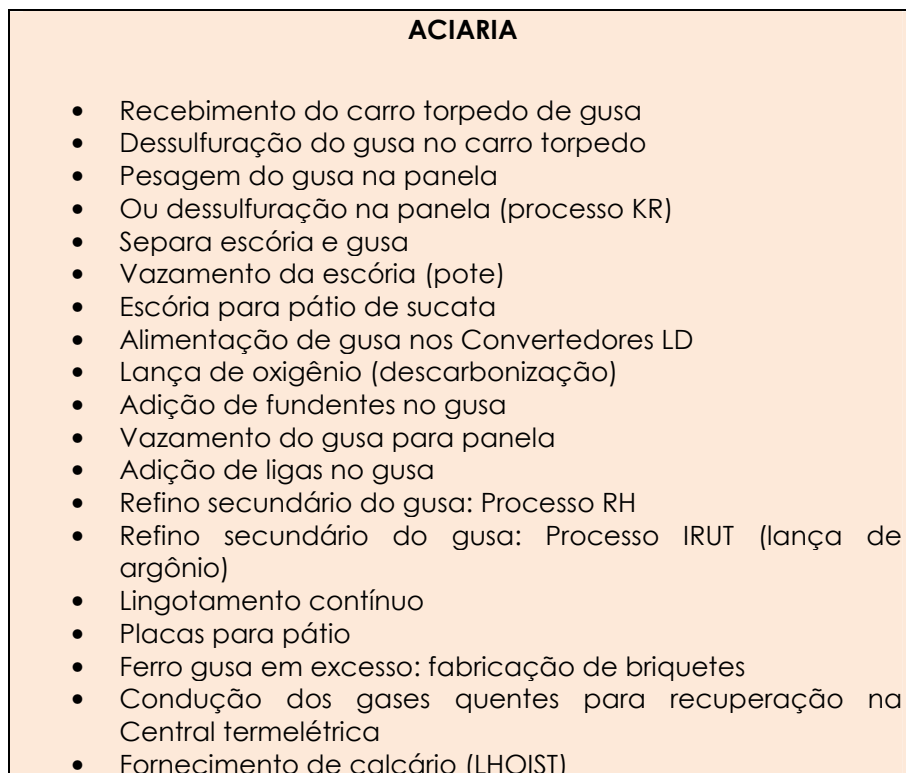 ACIARIA
• Recebimento do carro torpedo de gusa
• Dessulfuração do gusa no carro torpedo
• Pesagem do gusa na panela
• Ou dessulfuração na panela (processo KR)
• Separa escória e gusa
• Vazamento da escória (pote)
• Escória para pátio de sucata
• Alimentação de gusa nos Convertedores LD
• Lança de oxigênio (descarbonização)
• Adição de fundentes no gusa
• Vazamento do gusa para panela
• Adição de ligas no gusa
• Refino secundário do gusa: Processo RH
• Refino secundário do gusa: Processo IRUT (lança de
argônio)
• Lingotamento contínuo
• Placas para pátio
• Ferro gusa em excesso: fabricação de briquetes
• Condução dos gases quentes para recuperação na
Central termelétrica
• Fornecimento de calcário (LHOIST)